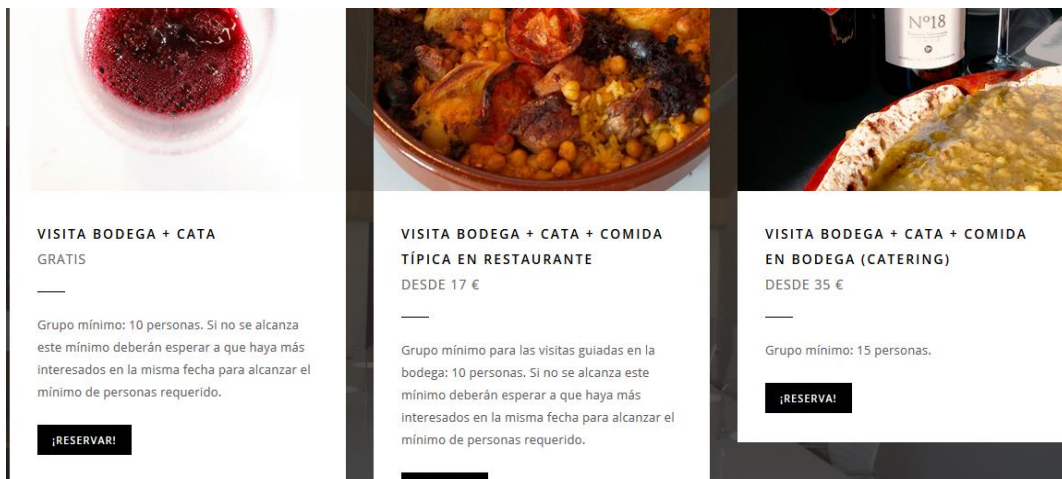 Nº18
VISITA BODEGA + CATA
GRATIS
Grupo mínimo: 10 personas. Si no se alcanza
este mínimo deberán esperar a que haya más
interesados en la misma fecha para alcanzar el
mínimo de personas requerido.
¡RESERVAR!
VISITA BODEGA + CATA + COMIDA
TÍPICA EN RESTAURANTE
DESDE 17 €
Grupo mínimo para las visitas guiadas en la
bodega: 10 personas. Si no se alcanza este
mínimo deberán esperar a que haya más
interesados en la misma fecha para alcanzar el
mínimo de personas requerido.
VISITA BODEGA + CATA + COMIDA
EN BODEGA (CATERING)
DESDE 35 €
Grupo mínimo: 15 personas.
¡RESERVA!